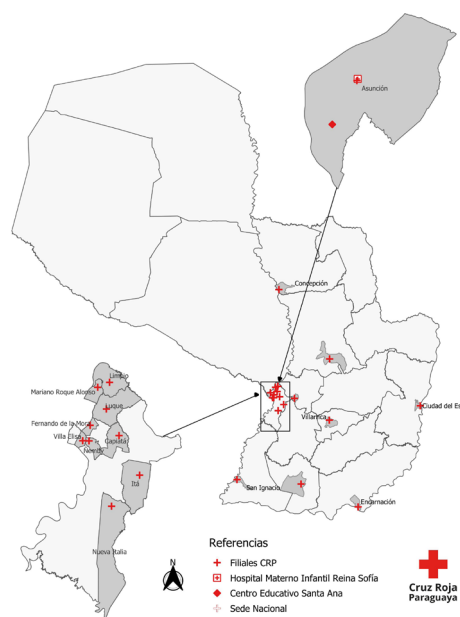 Asunción
Concepción
Limpio
Mariano Roque Alonso
Luque
Fernando de la Mora
Villa Elisa
Capiatá
Ñemby
Villarrica
Ciudad del Es
Itá
San Ignacio
Encarnación
Nueva Italia
N
Referencias
Filiales CRP
Hospital Materno Infantil Reina Sofía
Centro Educativo Santa Ana
Sede Nacional
Cruz Roja
Paraguaya